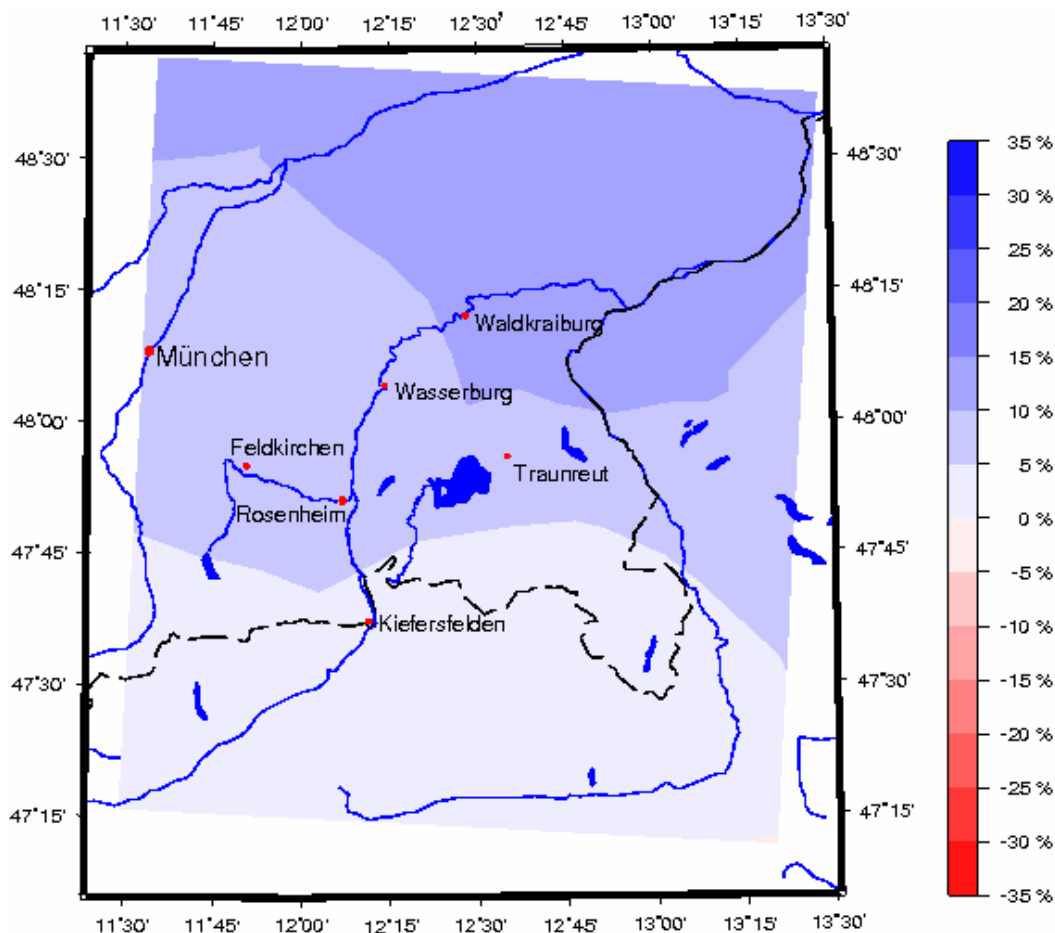 11°30' 11°45' 12°00' 12°15' 12°30' 12°45' 13°00' 13°15' 13°30'
48°30' 48°30'
48°15' 48°15'
48°00' 48°00'
47°45' 47°45'
47°30' 47°30'
47°15' 47°15'
Waldkraiburg
München
Wasserburg
Feldkirchen
Traunreut
Rosenheim
Kiefersfelden
11°30' 11°45' 12°00' 12°15' 12°30' 12°45' 13°00' 13°15' 13°30'
35 %
30 %
25 %
20 %
15 %
10 %
5 %
0 %
-5 %
-10 %
-15 %
-20 %
-25 %
-30 %
-35 %